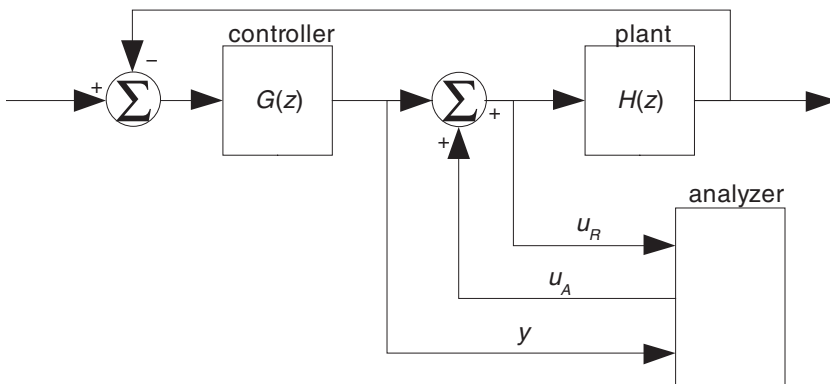 controller
plant
+
−
Σ
G(z)
Σ
+
+
H(z)
analyzer
u_R
u_A
y